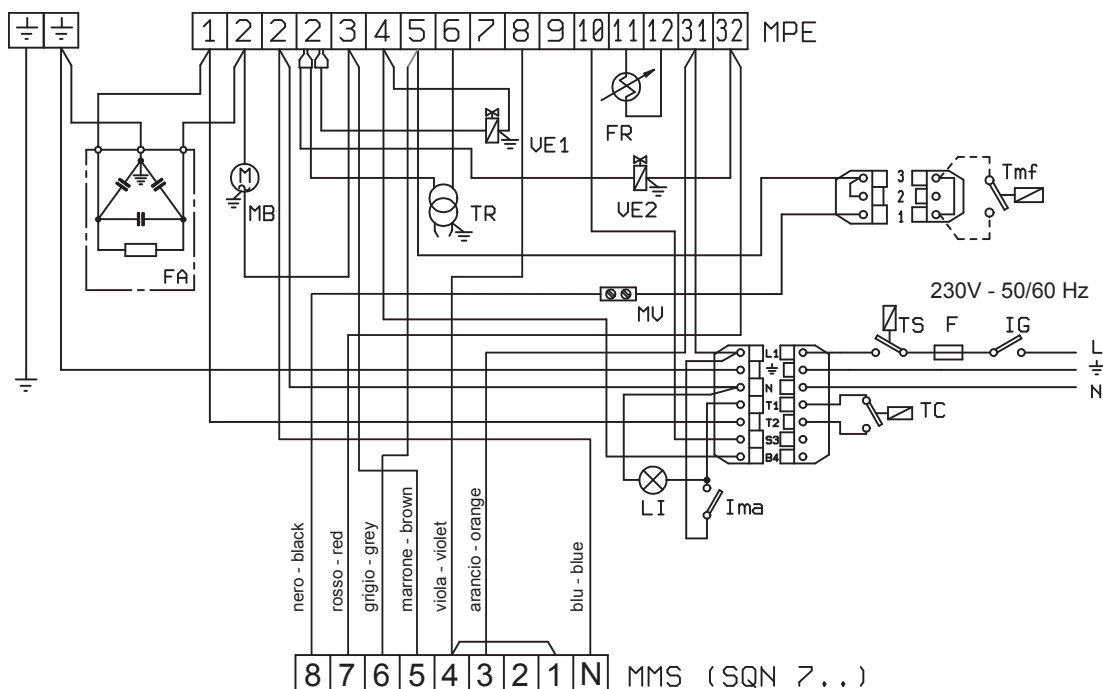 1 2 2 2 3 4 5 6 7 8 9 10 11 12 31 32 MPE
FR
VE1
Tmf
3
2
1
M
MB
TR
VE2
FA
MV
230V - 50/60 Hz
TS F IG
L1 L
N N
T1
TC
T2
S3
B4
LI Ima
nero - black
rosso - red
grigio - grey
marrone - brown
viola - violet
arancio - orange
blu - blue
8 7 6 5 4 3 2 1 N MMS (SQN 7..)